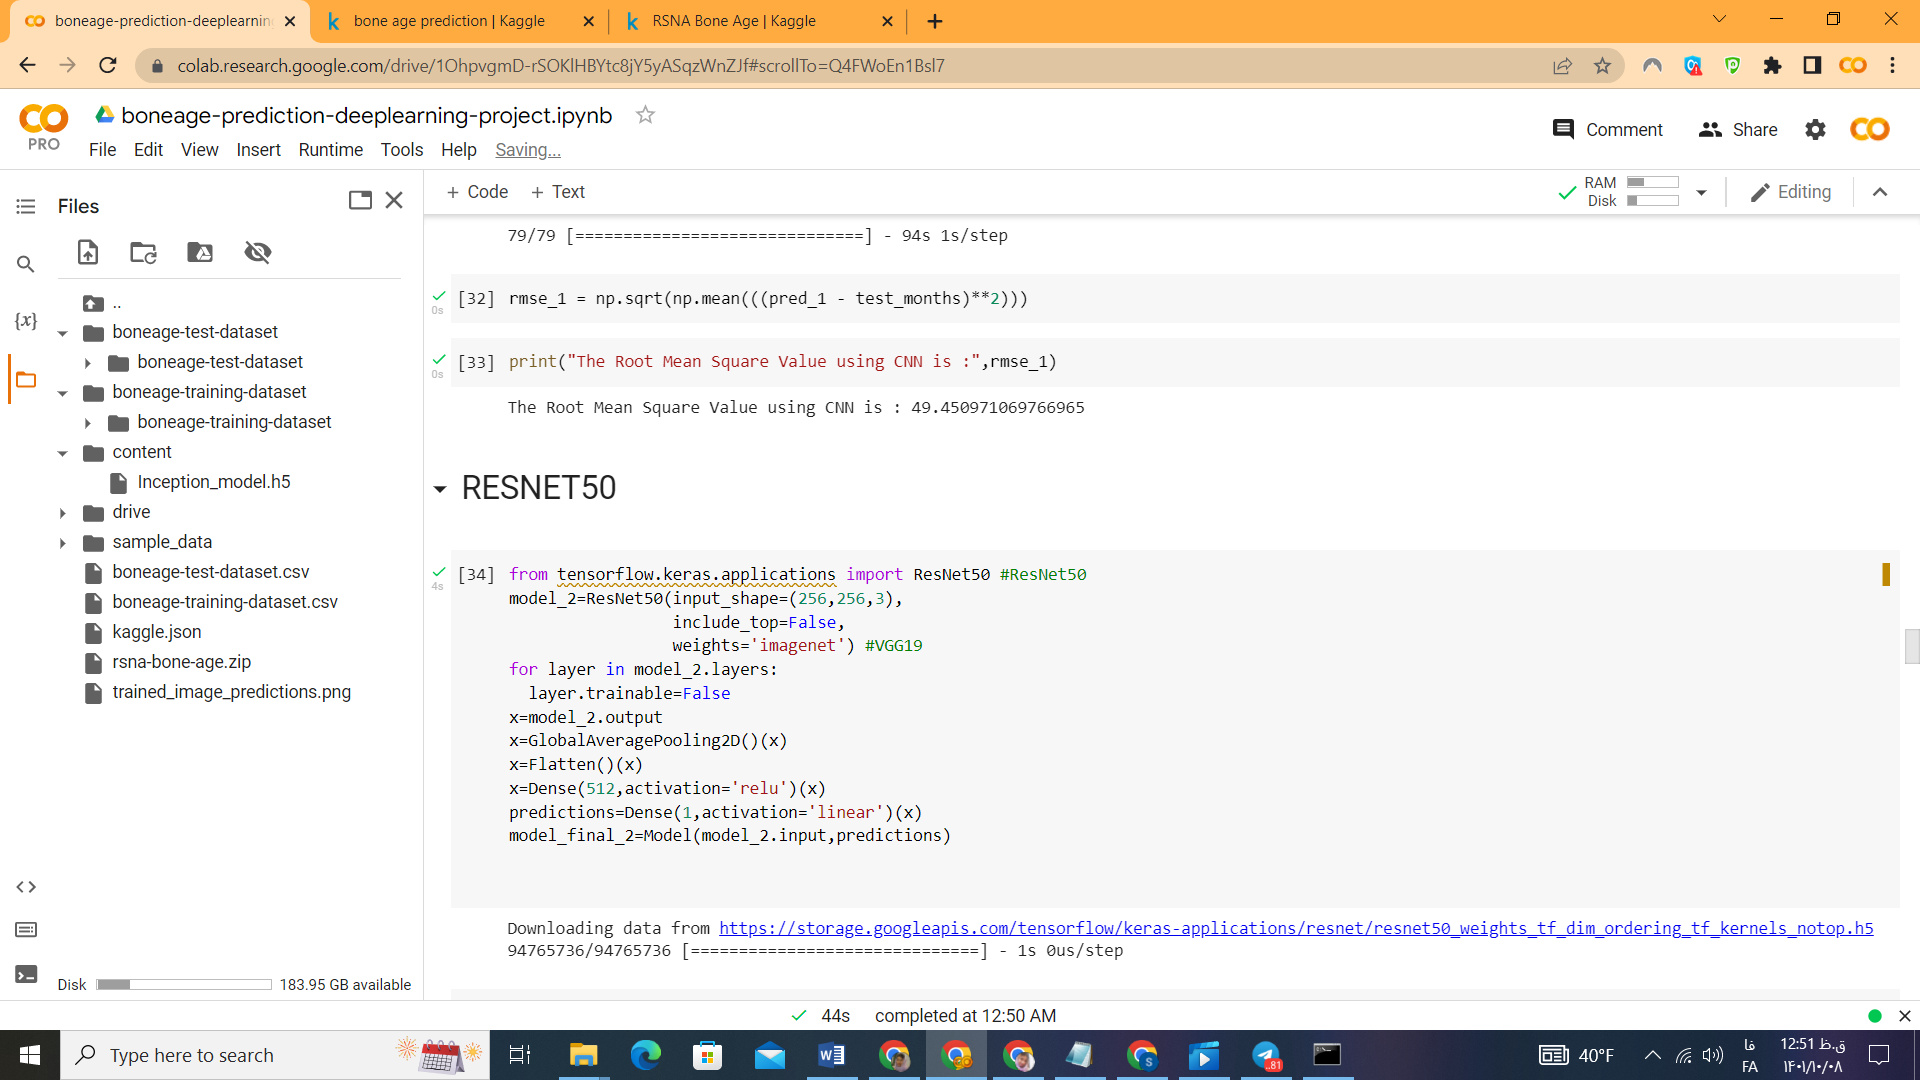 boneage-prediction-deeplearnin
bone age prediction | Kaggle
RSNA Bone Age | Kaggle
colab.research.google.com/drive/1OhpvgmD-rSOKlHBYtc8jY5yASqzWnZJf#scrollTo=Q4FWoEn1Bsl7
PRO
boneage-prediction-deeplearning-project.ipynb
Comment
Share
File Edit View Insert Runtime Tools Help Saving...
Files
+ Code + Text
RAM
Disk
Editing
..
boneage-test-dataset
boneage-test-dataset
boneage-training-dataset
boneage-training-dataset
content
Inception_model.h5
drive
sample_data
boneage-test-dataset.csv
boneage-training-dataset.csv
kaggle.json
rsna-bone-age.zip
trained_image_predictions.png
{x}
Disk 183.95 GB available
79/79 [==============================] - 94s 1s/step
0s
[32] rmse_1 = np.sqrt(np.mean(((pred_1 - test_months)**2)))
0s
[33] print("The Root Mean Square Value using CNN is :",rmse_1)
The Root Mean Square Value using CNN is : 49.450971069766965
RESNET50
4s
[34] from tensorflow.keras.applications import ResNet50 #ResNet50
model_2=ResNet50(input_shape=(256,256,3),
include_top=False,
weights='imagenet') #VGG19
for layer in model_2.layers:
layer.trainable=False
x=model_2.output
x=GlobalAveragePooling2D()(x)
x=Flatten()(x)
x=Dense(512,activation='relu')(x)
predictions=Dense(1,activation='linear')(x)
model_final_2=Model(model_2.input,predictions)
Downloading data from https://storage.googleapis.com/tensorflow/keras-applications/resnet/resnet50_weights_tf_dim_ordering_tf_kernels_notop.h5
94765736/94765736 [==============================] - 1s 0us/step
44s completed at 12:50 AM
Type here to search
81
40°F
فا
FA
12:51 ق.ظ
۱۴۰۱/۱۰/۰۸